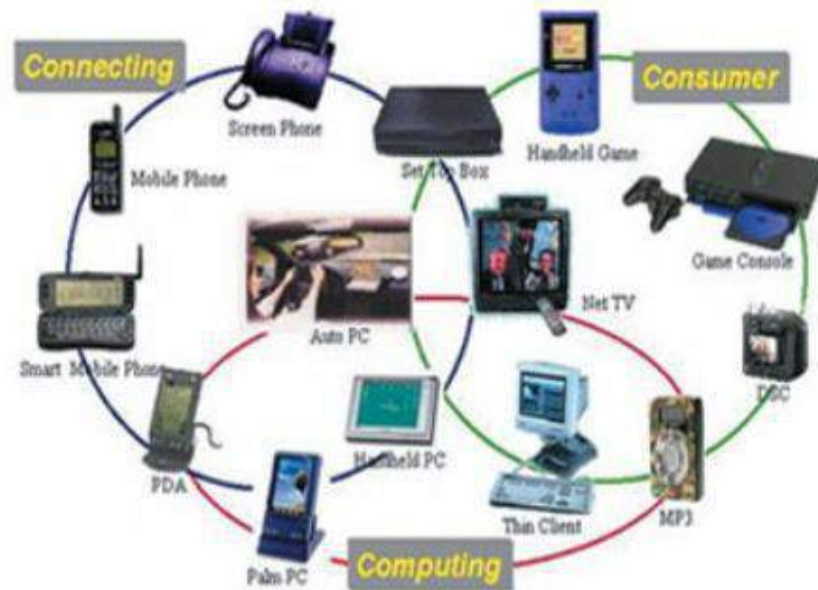 Connecting
Consumer
Screen Phone
Set Top Box
Handheld Game
Mobile Phone
Game Console
Net TV
Auto PC
Smart Mobile Phone
DSC
Handheld PC
PDA
Thin Client
MP3
Palm PC
Computing